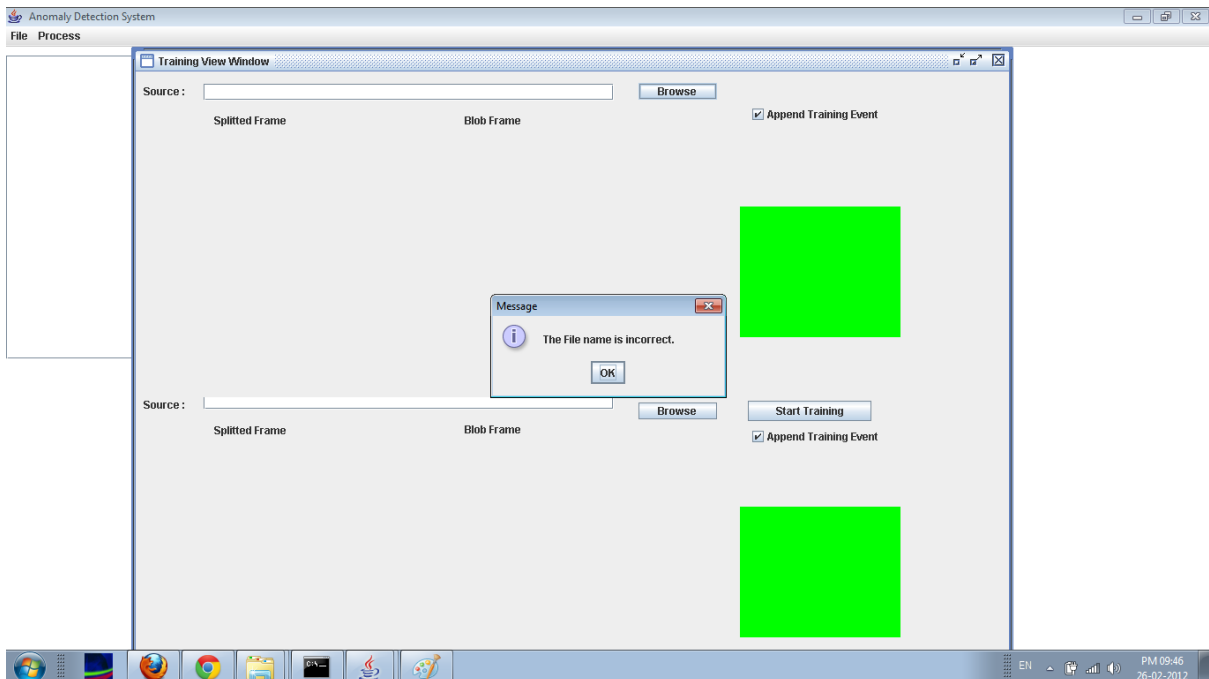 Anomaly Detection System
File Process
Training View Window
Source : Browse
Append Training Event
Splitted Frame Blob Frame
Message
The File name is incorrect.
OK
Source : Browse Start Training
Splitted Frame Blob Frame
Append Training Event
C:\.
EN PM 09:46
26-02-2012